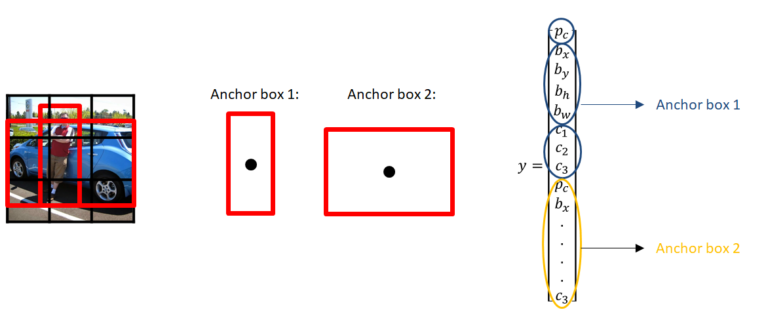 Anchor box 1:
Anchor box 2:
y =
p_c
b_x
b_y
b_h
b_w
c_1
c_2
c_3
p_c
b_x
.
.
.
.
c_3
Anchor box 1
Anchor box 2